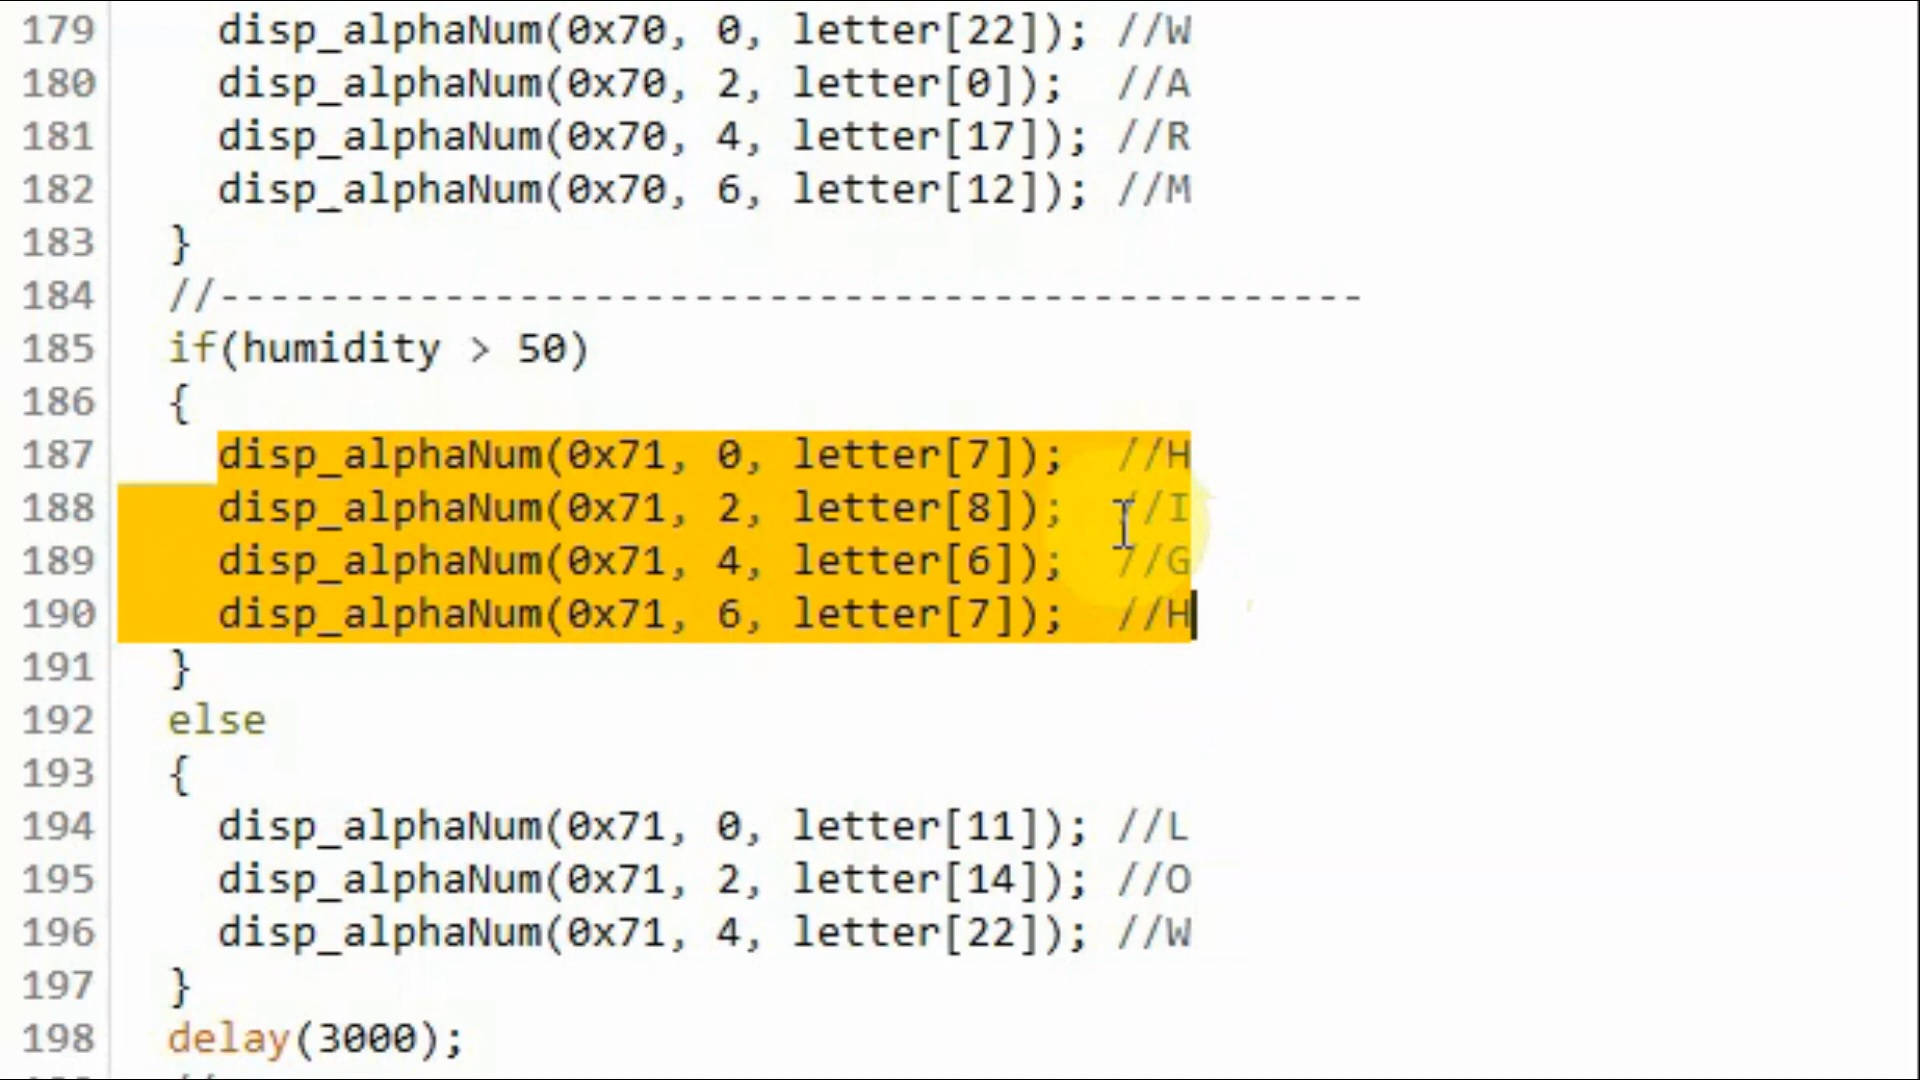 179 disp_alphaNum(0x70, 0, letter[22]); //W
180 disp_alphaNum(0x70, 2, letter[0]);  //A
181 disp_alphaNum(0x70, 4, letter[17]); //R
182 disp_alphaNum(0x70, 6, letter[12]); //M
183 }
184 //----------------------------------------------
185 if(humidity > 50)
186 {
187 disp_alphaNum(0x71, 0, letter[7]);  //H
188 disp_alphaNum(0x71, 2, letter[8]);  //I
189 disp_alphaNum(0x71, 4, letter[6]);  //G
190 disp_alphaNum(0x71, 6, letter[7]);  //H
191 }
192 else
193 {
194 disp_alphaNum(0x71, 0, letter[11]); //L
195 disp_alphaNum(0x71, 2, letter[14]); //O
196 disp_alphaNum(0x71, 4, letter[22]); //W
197 }
198 delay(3000);